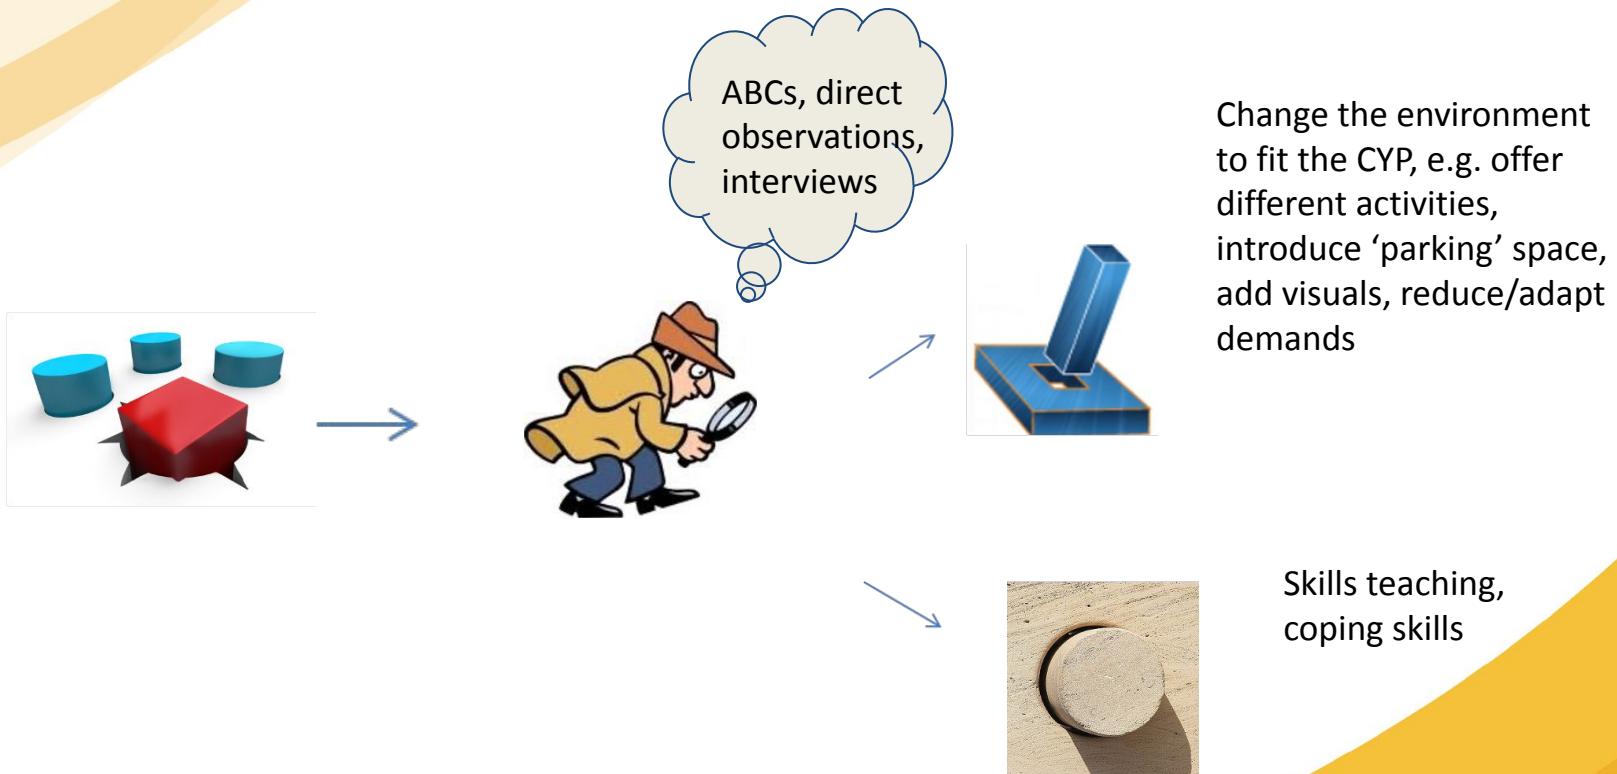 ABCs, direct
observations,
interviews
Change the environment
to fit the CYP, e.g. offer
different activities,
introduce ‘parking’ space,
add visuals, reduce/adapt
demands
Skills teaching,
coping skills